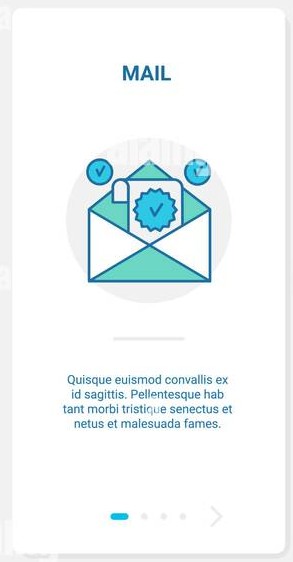 MAIL
Quisque euismod convallis ex
id sagittis. Pellentesque hab
tant morbi tristique senectus et
netus et malesuada fames.